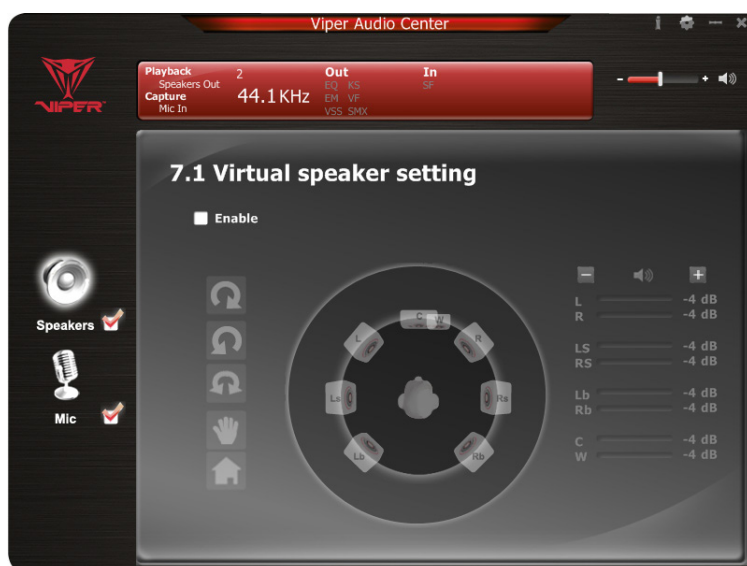 Viper Audio Center
i
VIPER
Playback 2 Out In
Speakers Out EQ KS SF
Capture 44.1KHz EM VF
Mic In VSS SMX
- +
7.1 Virtual speaker setting
Enable
C W
L R
Ls Rs
Lb Rb
Speakers
Mic
- +
L -4 dB
R -4 dB
LS -4 dB
RS -4 dB
Lb -4 dB
Rb -4 dB
C -4 dB
W -4 dB